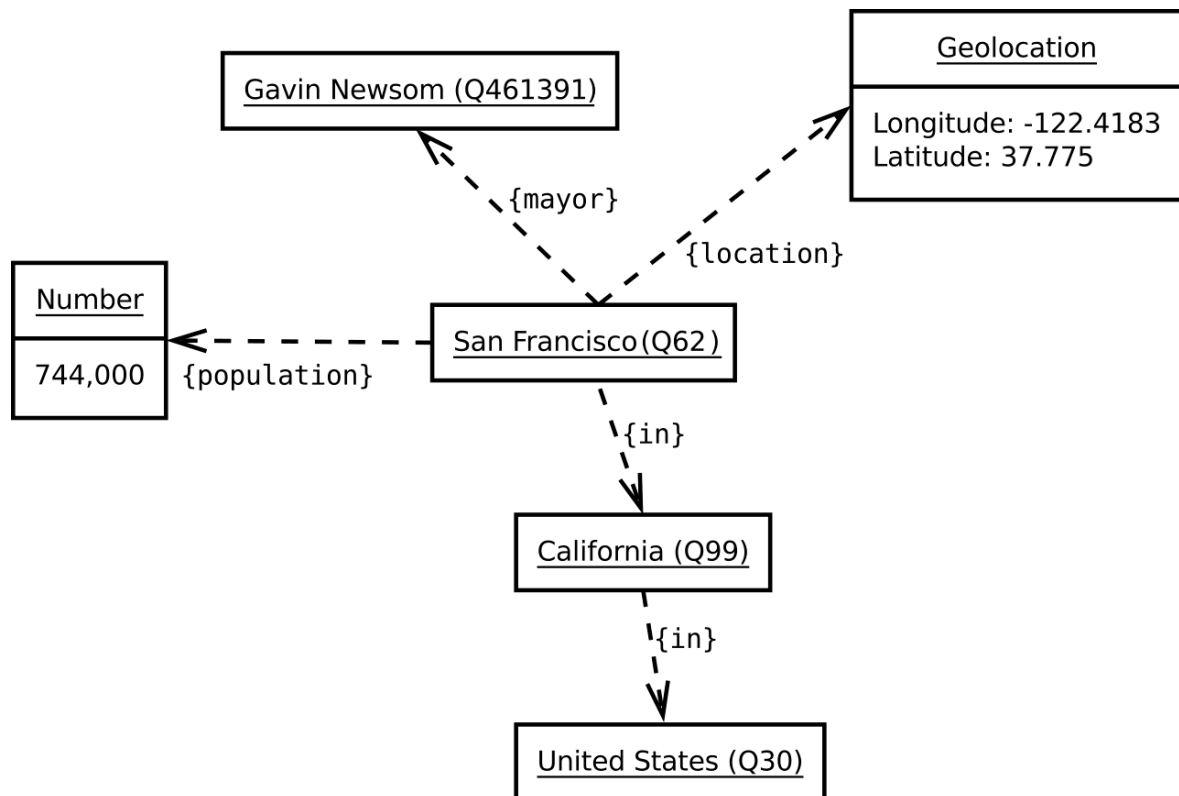 Geolocation
Gavin Newsom (Q461391)
Longitude: -122.4183
Latitude: 37.775
{mayor}
{location}
Number
San Francisco (Q62)
744,000
{population}
{in}
California (Q99)
{in}
United States (Q30)